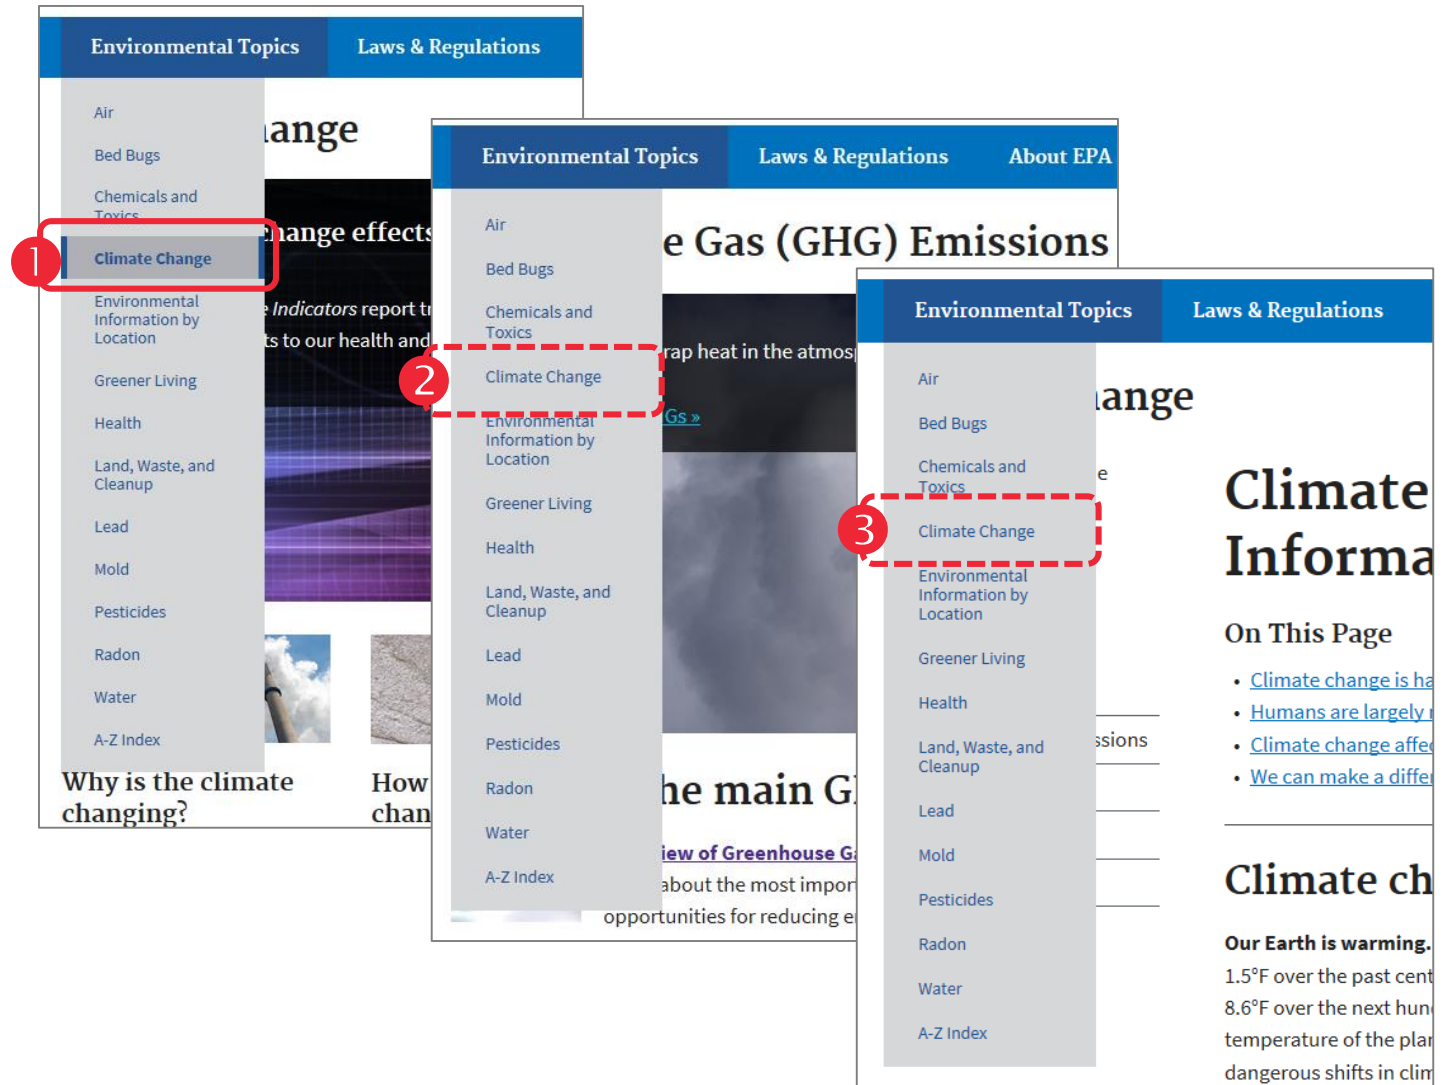 Environmental Topics
Laws & Regulations
Air
Bed Bugs
Chemicals and
Toxics
1
Climate Change
Environmental
Information by
Location
Greener Living
Health
Land, Waste, and
Cleanup
Lead
Mold
Pesticides
Radon
Water
A-Z Index
ange
hange effects
Indicators report tr
ts to our health and
Why is the climate
changing?
How
chan
Environmental Topics
Laws & Regulations
About EPA
Air
Bed Bugs
Chemicals and
Toxics
2
Climate Change
Environmental
Information by
Location
Greener Living
Health
Land, Waste, and
Cleanup
Lead
Mold
Pesticides
Radon
Water
A-Z Index
e Gas (GHG) Emissions
rap heat in the atmosp
Gs »
he main G
iew of Greenhouse Ga
about the most impor
opportunities for reducing e
Environmental Topics
Laws & Regulations
Air
Bed Bugs
Chemicals and
Toxics
3
Climate Change
Environmental
Information by
Location
Greener Living
Health
Land, Waste, and
Cleanup
Lead
Mold
Pesticides
Radon
Water
A-Z Index
ange
e
ssions
Climate
Informa
On This Page
• Climate change is ha
• Humans are largely r
• Climate change affec
• We can make a differ
Climate ch
Our Earth is warming.
1.5°F over the past cent
8.6°F over the next hun
temperature of the plan
dangerous shifts in clim